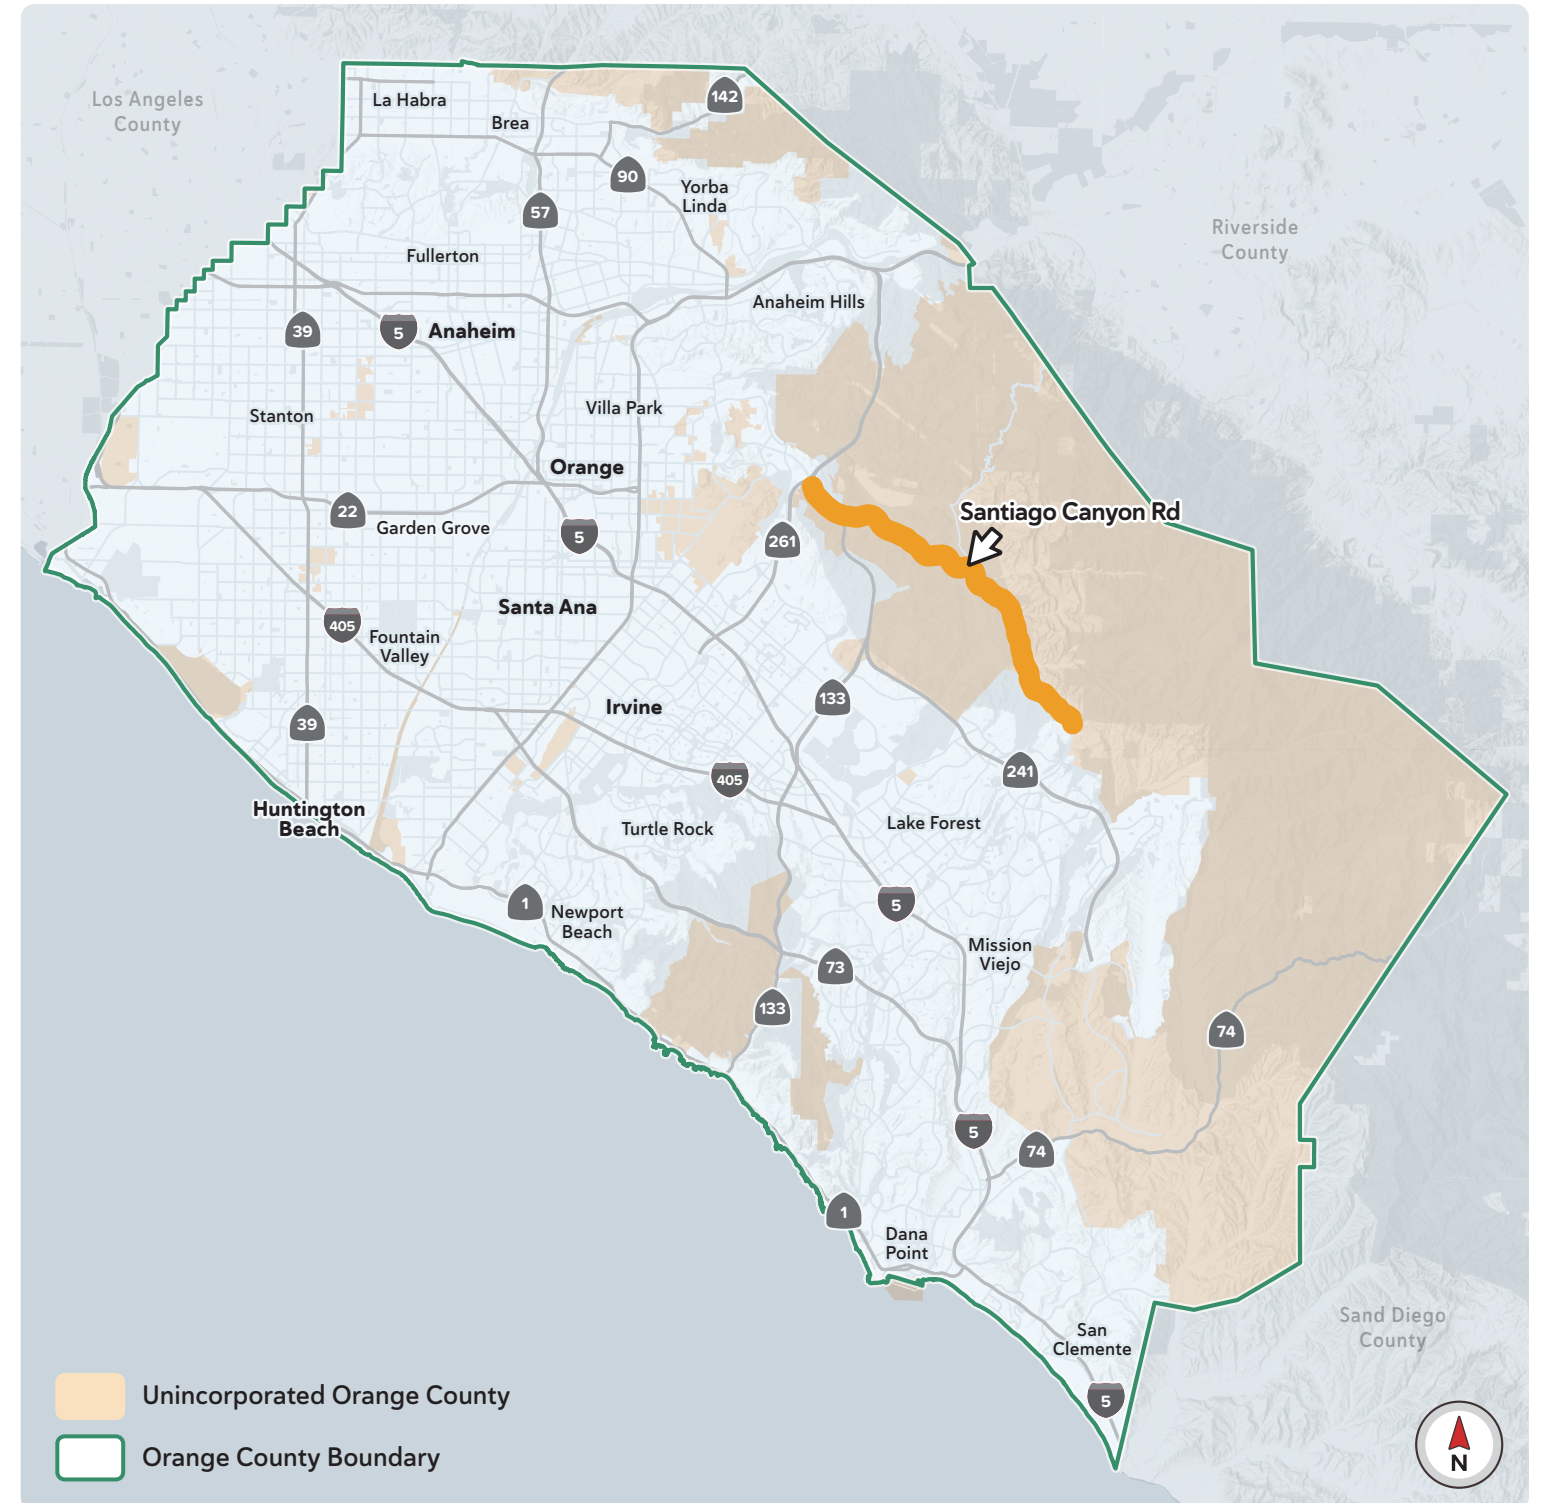 Los Angeles
County
La Habra
142
Brea
90
Yorba
Linda
57
Riverside
County
Fullerton
Anaheim Hills
39
5
Anaheim
Stanton
Villa Park
Orange
22
Garden Grove
Santiago Canyon Rd
5
261
Santa Ana
405
Fountain
Valley
133
Irvine
39
405
241
Huntington
Beach
Turtle Rock
Lake Forest
1
5
Newport
Beach
Mission
Viejo
73
133
74
5
74
1
Dana
Point
Sand Diego
County
San
Clemente
5
Unincorporated Orange County
Orange County Boundary
N